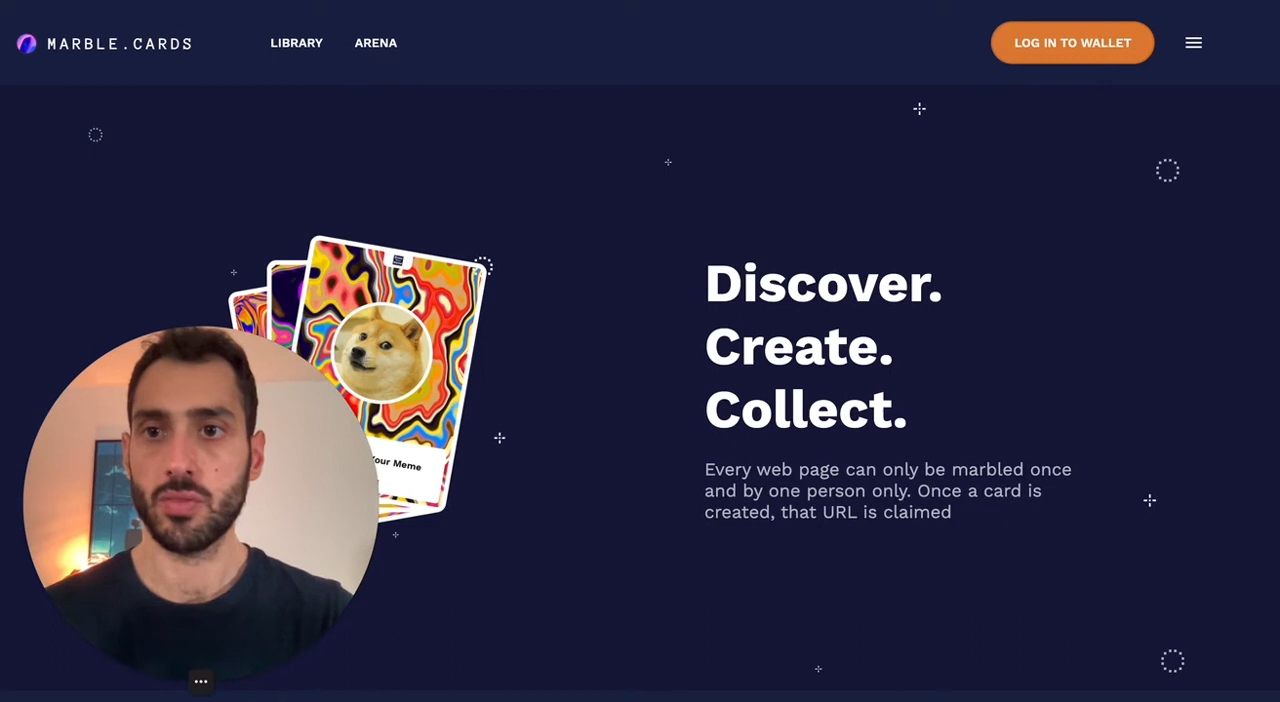 MARBLE.CARDS
LIBRARY
ARENA
LOG IN TO WALLET
Discover.
Create.
Collect.
Your Meme
Every web page can only be marbled once
and by one person only. Once a card is
created, that URL is claimed